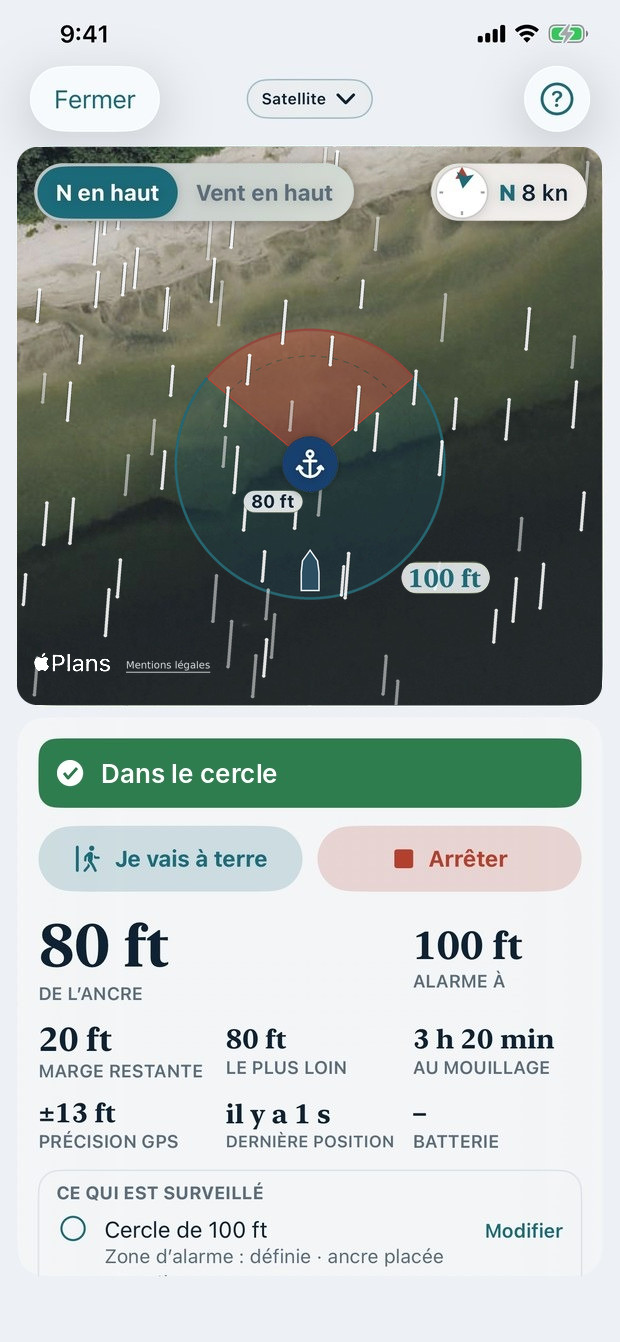 9:41
Fermer
Satellite
?
N en haut
Vent en haut
N 8 kn
80 ft
100 ft
Plans
Mentions légales
Dans le cercle
Je vais à terre
Arrêter
80 ft
DE L’ANCRE
100 ft
ALARME À
20 ft
MARGE RESTANTE
80 ft
LE PLUS LOIN
3 h 20 min
AU MOUILLAGE
±13 ft
PRÉCISION GPS
il y a 1 s
DERNIÈRE POSITION
–
BATTERIE
CE QUI EST SURVEILLÉ
Cercle de 100 ft
Modifier
Zone d’alarme : définie · ancre placée